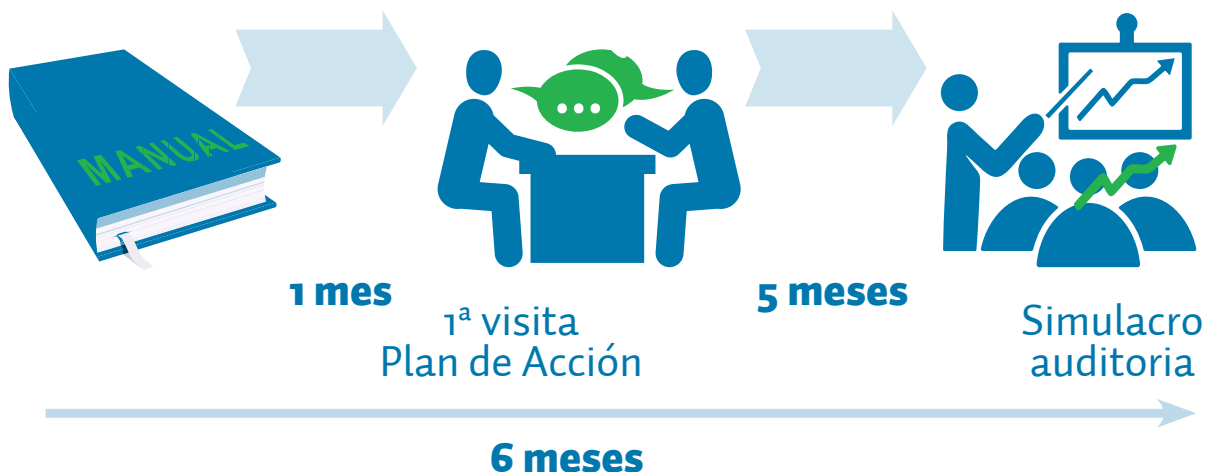 MANUAL
1 mes
1ª visita
Plan de Acción
5 meses
Simulacro
auditoria
6 meses